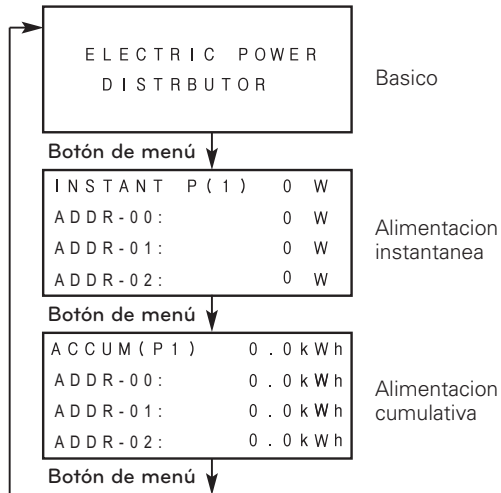 ELECTRIC POWER
DISTRBUTOR
Basico
Botón de menú
INSTANT P(1) 0 W
ADDR-00: 0 W
ADDR-01: 0 W
ADDR-02: 0 W
Alimentacion
instantanea
Botón de menú
ACCUM(P1) 0.0kWh
ADDR-00: 0.0kWh
ADDR-01: 0.0kWh
ADDR-02: 0.0kWh
Alimentacion
cumulativa
Botón de menú